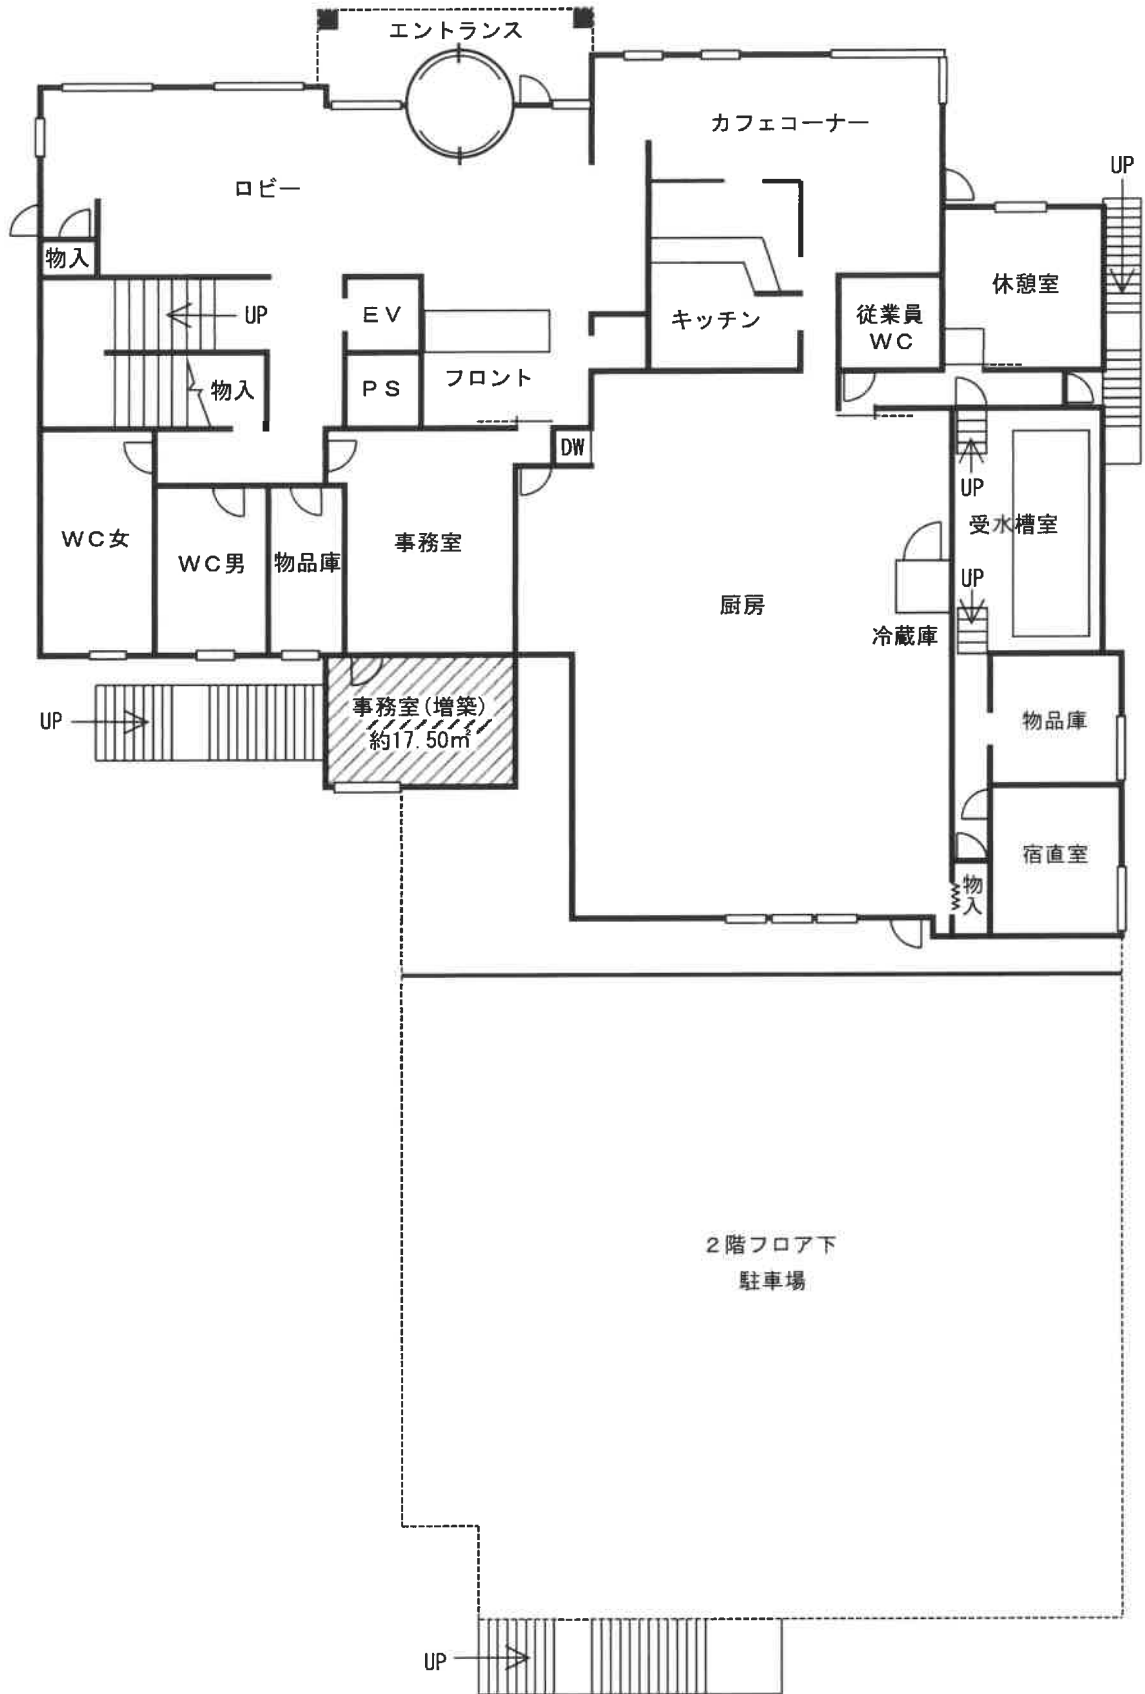 エントランス
カフェコーナー
ロビー
UP
物入
休憩室
UP
EV
キッチン
従業員
WC
物入
PS
フロント
DW
UP
WC女
WC男
物品庫
事務室
受水槽室
UP
厨房
冷蔵庫
事務室(増築)
約17.50㎡
UP
物品庫
宿直室
物
入
2階フロア下
駐車場
UP